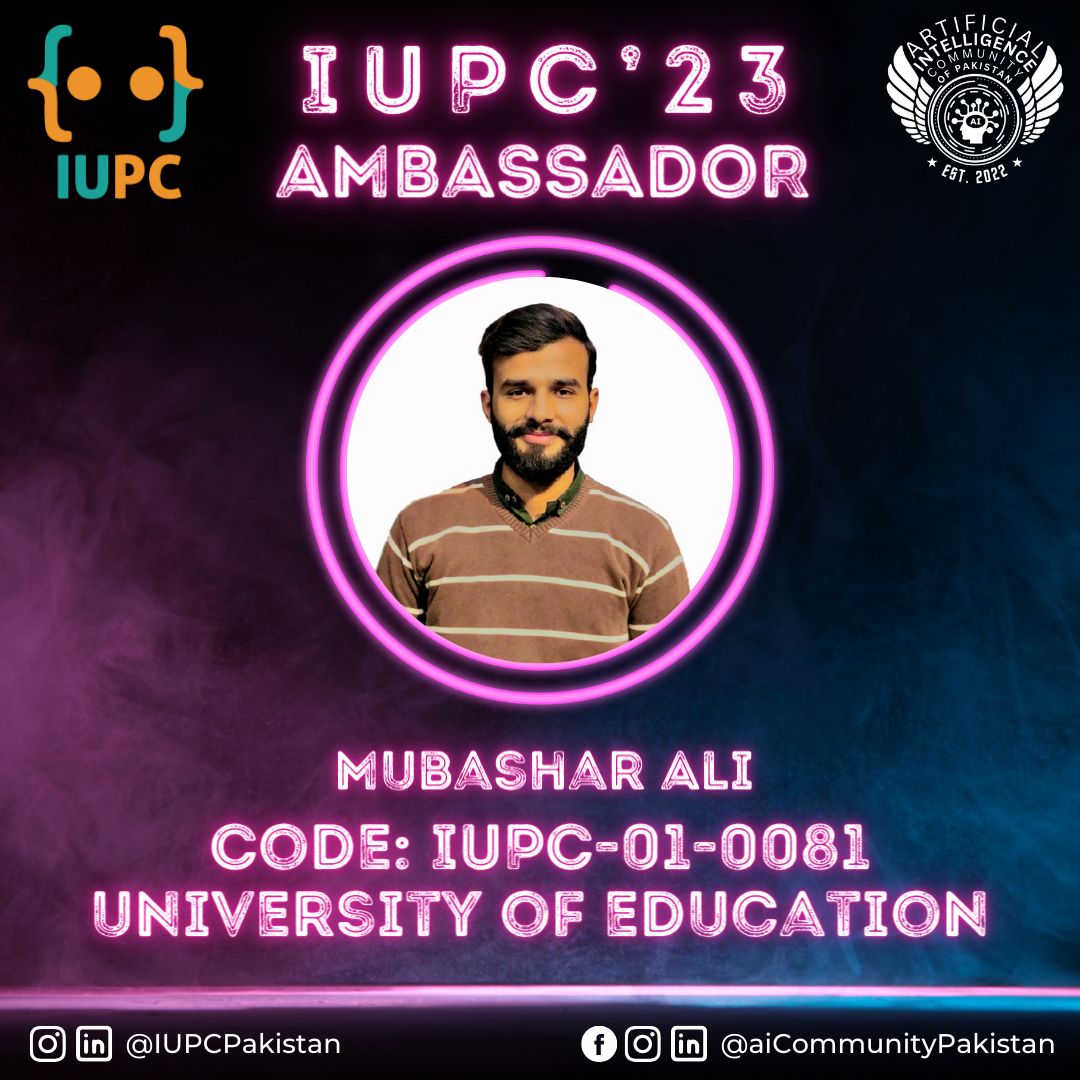 IUPC
IUPC'23
AMBASSADOR
ARTIFICIAL
INTELLIGENCE
COMMUNITY
OF PAKISTAN
AI
EST. 2022
MUBASHAR ALI
CODE: IUPC-01-0081
UNIVERSITY OF EDUCATION
@IUPCPakistan
@aiCommunityPakistan